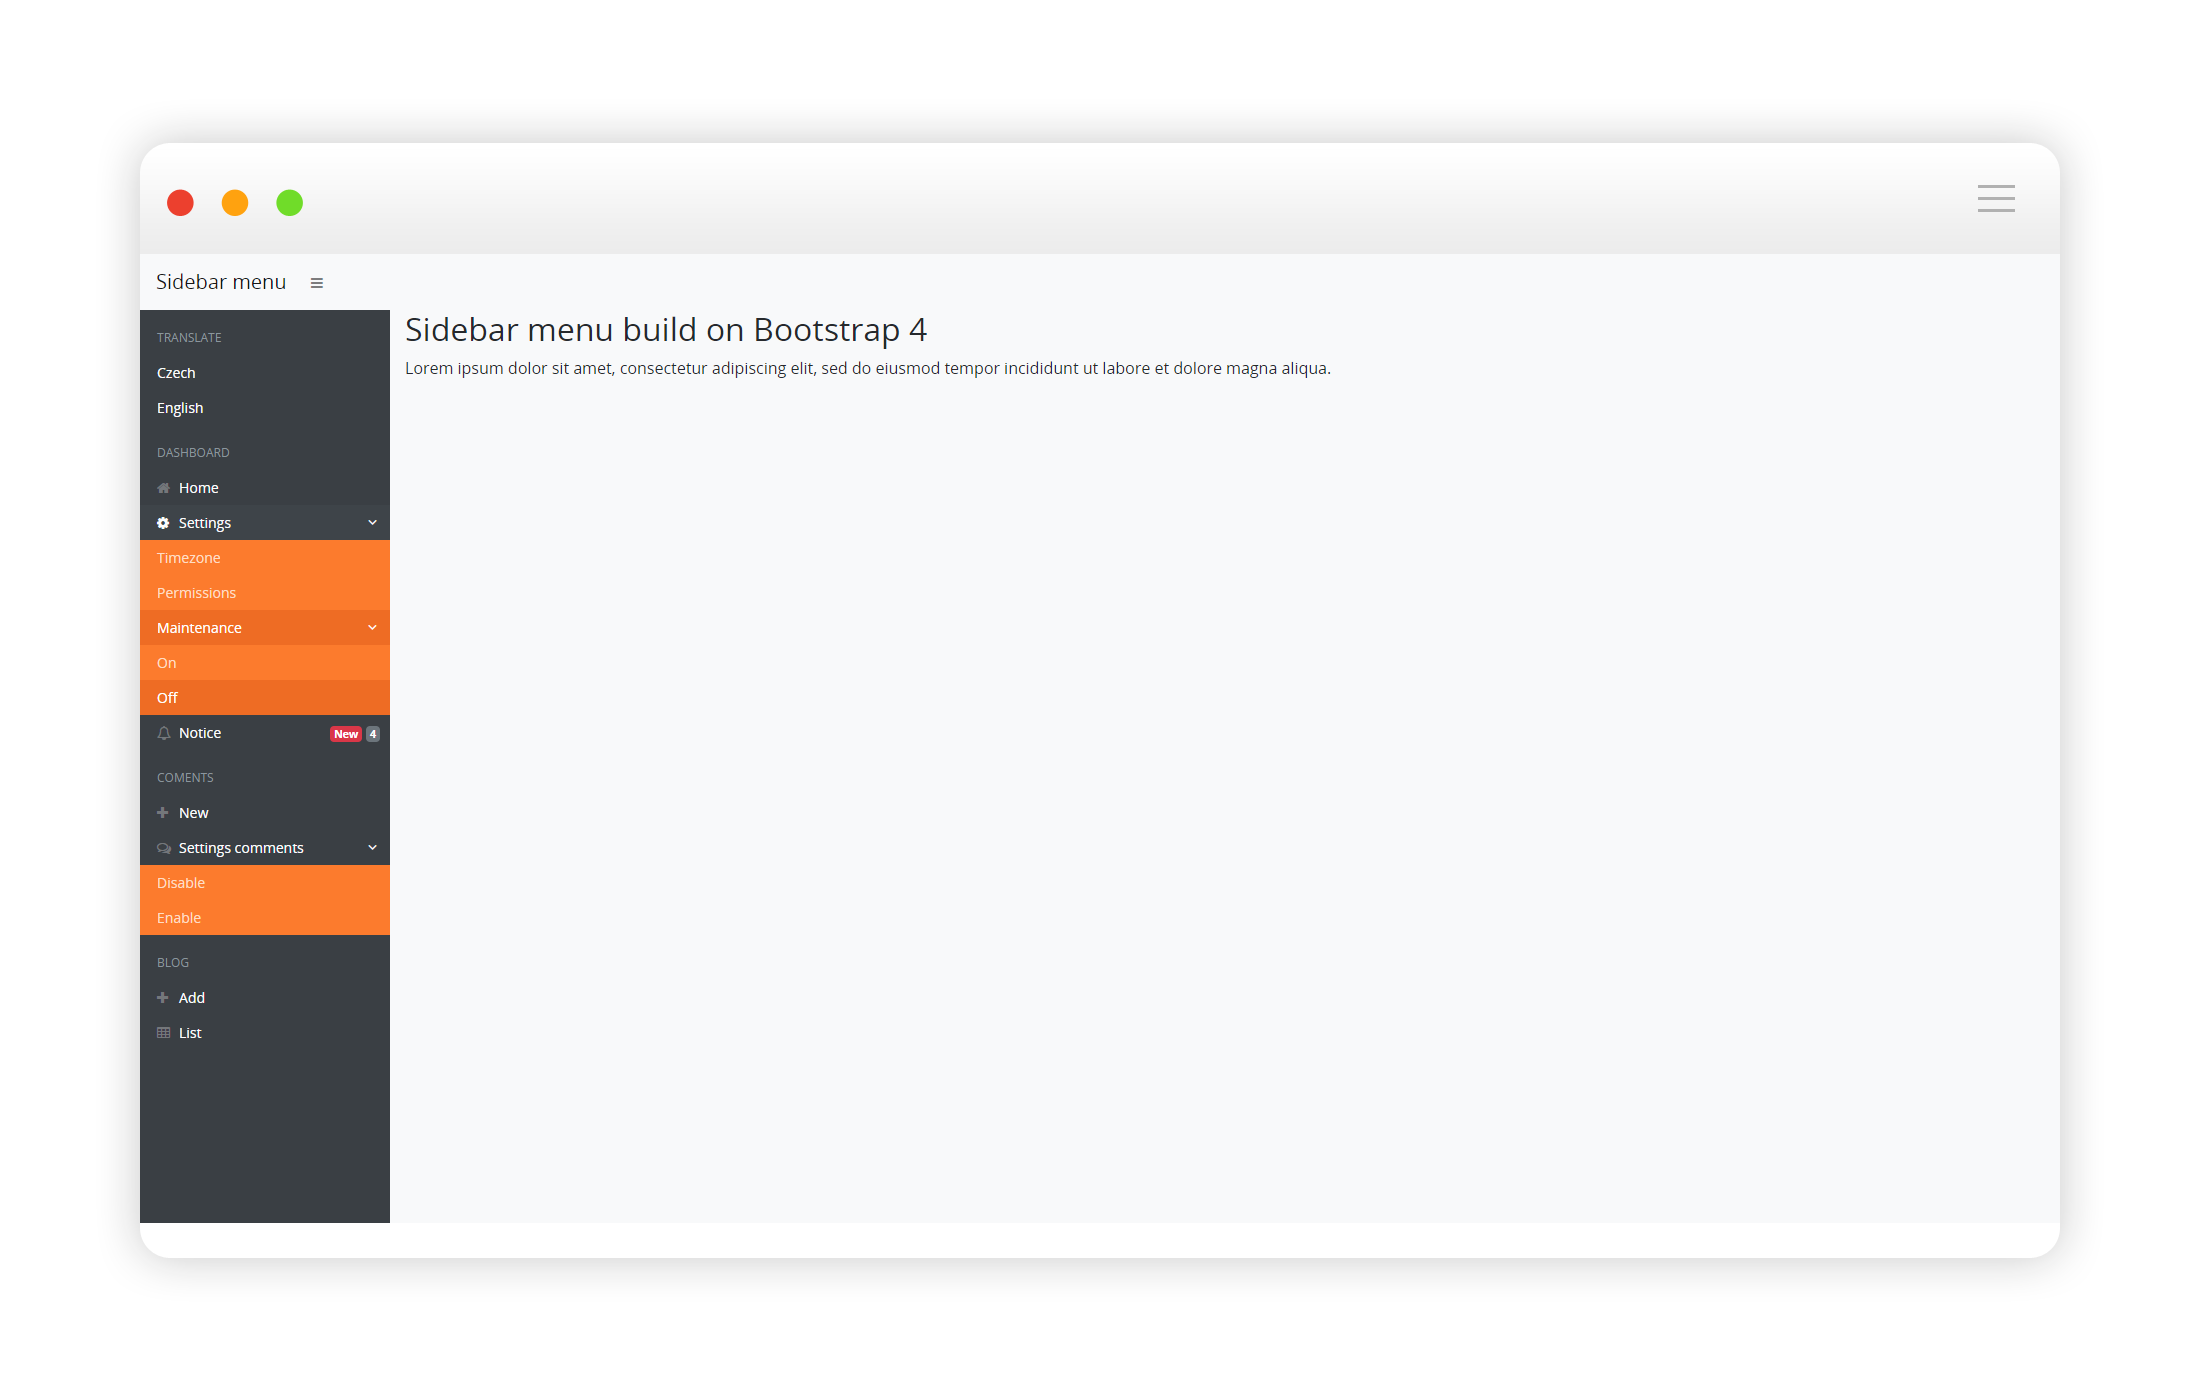 Sidebar menu
Sidebar menu build on Bootstrap 4
Lorem ipsum dolor sit amet, consectetur adipiscing elit, sed do eiusmod tempor incididunt ut labore et dolore magna aliqua.
TRANSLATE
Czech
English
DASHBOARD
Home
Settings
Timezone
Permissions
Maintenance
On
Off
Notice New 4
COMENTS
New
Settings comments
Disable
Enable
BLOG
Add
List